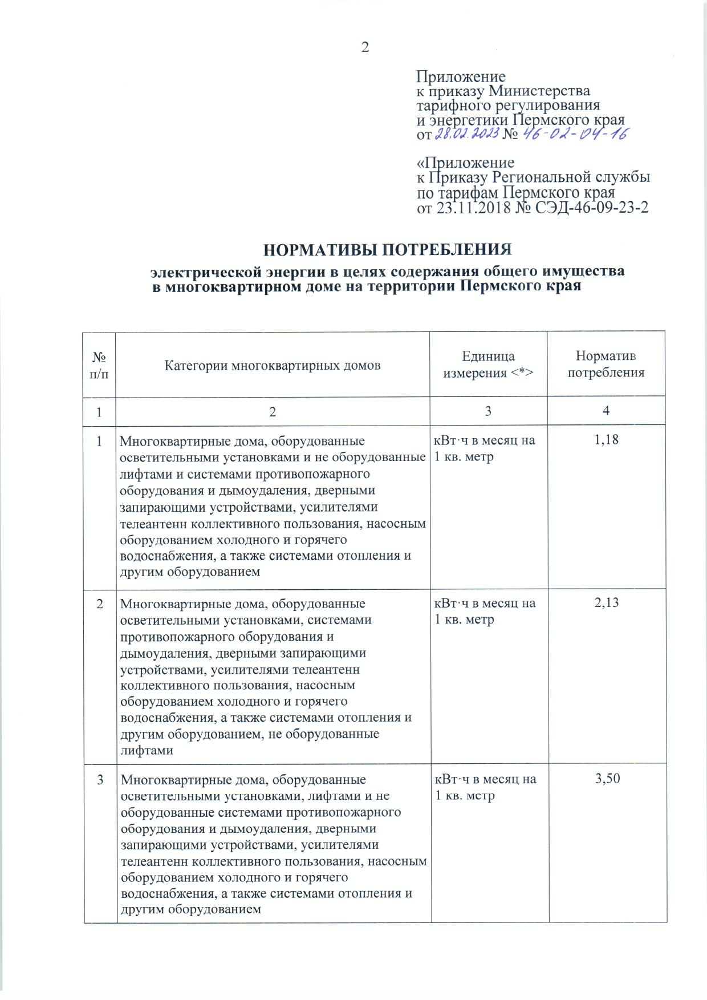 2
Приложение
к приказу Министерства
тарифного регулирования
и энергетики Пермского края
от 28.02.2023 № 46-02-04-16
«Приложение
к Приказу Региональной службы
по тарифам Пермского края
от 23.11.2018 № СЭД-46-09-23-2
НОРМАТИВЫ ПОТРЕБЛЕНИЯ
электрической энергии в целях содержания общего имущества
в многоквартирном доме на территории Пермского края
№
п/п
Категории многоквартирных домов
Единица
измерения <*>
Норматив
потребления
1
2
3
4
1
Многоквартирные дома, оборудованные
осветительными установками и не оборудованные
лифтами и системами противопожарного
оборудования и дымоудаления, дверными
запирающими устройствами, усилителями
телеантенн коллективного пользования, насосным
оборудованием холодного и горячего
водоснабжения, а также системами отопления и
другим оборудованием
кВт·ч в месяц на
1 кв. метр
1,18
2
Многоквартирные дома, оборудованные
осветительными установками, системами
противопожарного оборудования и
дымоудаления, дверными запирающими
устройствами, усилителями телеантенн
коллективного пользования, насосным
оборудованием холодного и горячего
водоснабжения, а также системами отопления и
другим оборудованием, не оборудованные
лифтами
кВт·ч в месяц на
1 кв. метр
2,13
3
Многоквартирные дома, оборудованные
осветительными установками, лифтами и не
оборудованные системами противопожарного
оборудования и дымоудаления, дверными
запирающими устройствами, усилителями
телеантенн коллективного пользования, насосным
оборудованием холодного и горячего
водоснабжения, а также системами отопления и
другим оборудованием
кВт·ч в месяц на
1 кв. метр
3,50